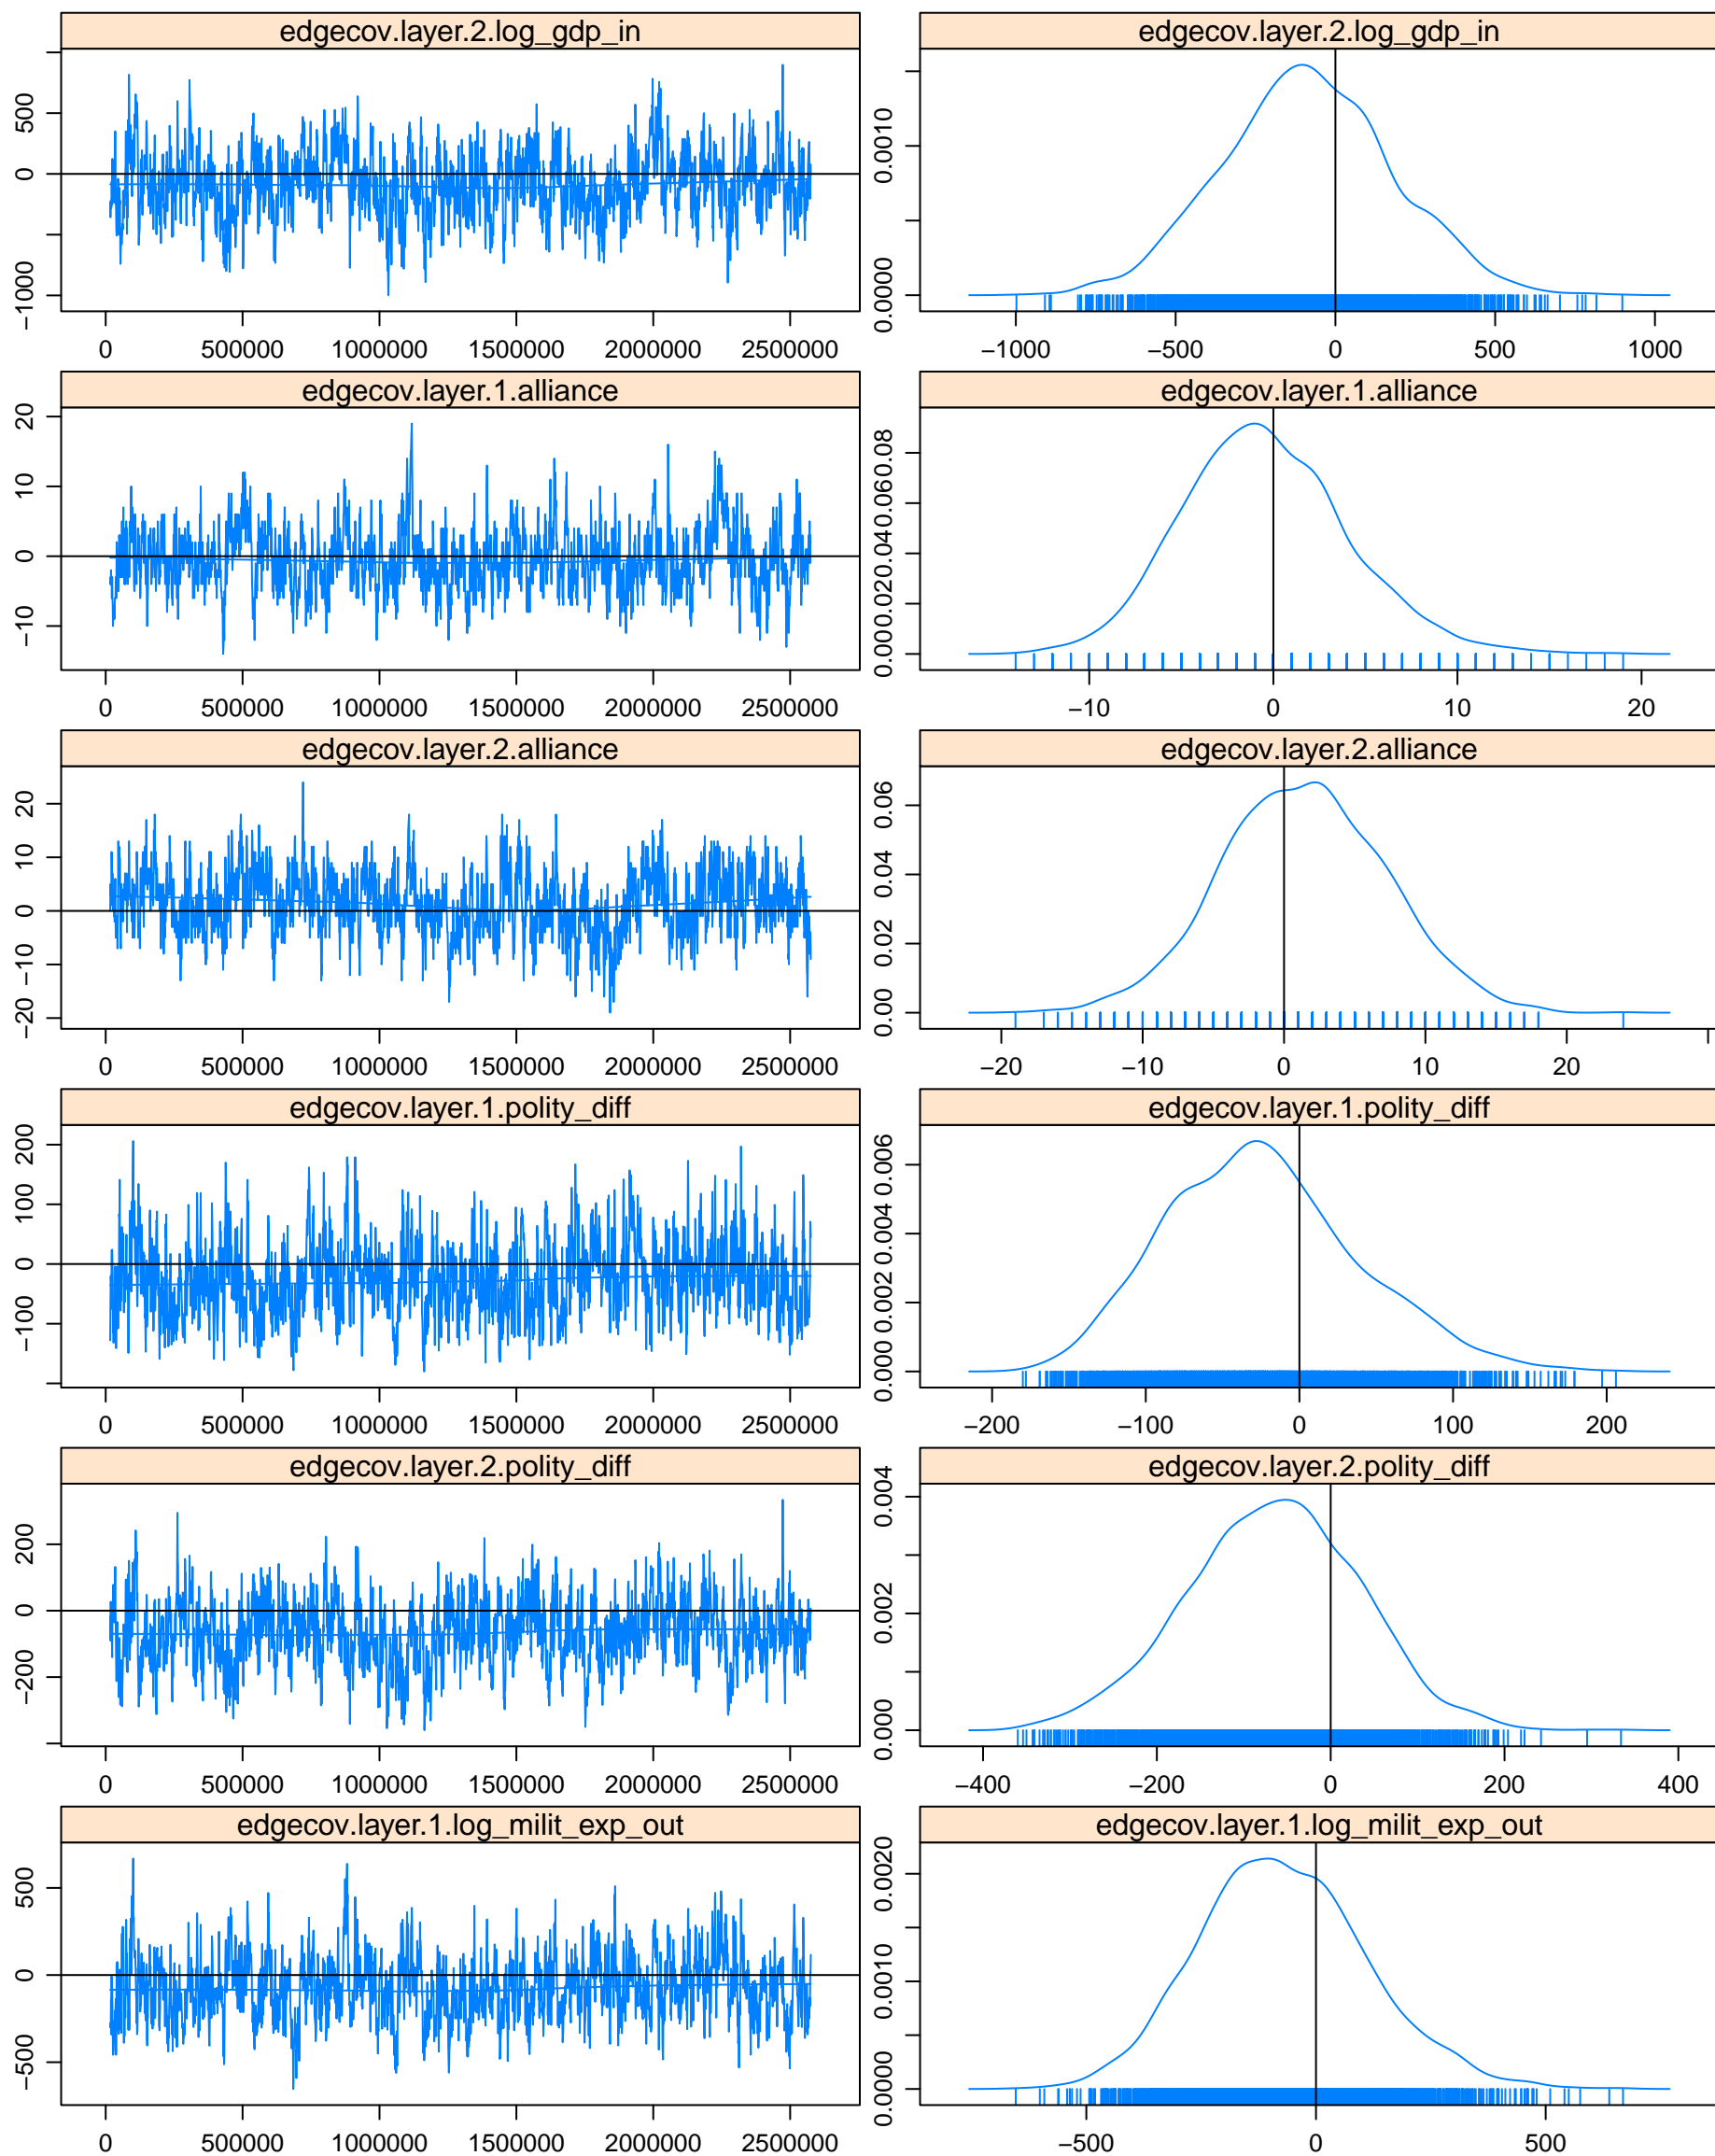 edgecov.layer.2.log_gdp_in
edgecov.layer.2.log_gdp_in
−1000 0 500
0.0000 0.0010
0 500000 1000000 1500000 2000000 2500000
−1000 −500 0 500 1000
edgecov.layer.1.alliance
edgecov.layer.1.alliance
−10 0 10 20
0.00 0.02 0.04 0.06 0.08
0 500000 1000000 1500000 2000000 2500000
−10 0 10 20
edgecov.layer.2.alliance
edgecov.layer.2.alliance
−20 −10 0 10 20
0.00 0.02 0.04 0.06
0 500000 1000000 1500000 2000000 2500000
−20 −10 0 10 20
edgecov.layer.1.polity_diff
edgecov.layer.1.polity_diff
−100 0 100 200
0.000 0.002 0.004 0.006
0 500000 1000000 1500000 2000000 2500000
−200 −100 0 100 200
edgecov.layer.2.polity_diff
edgecov.layer.2.polity_diff
−200 0 200
0.000 0.002 0.004
0 500000 1000000 1500000 2000000 2500000
−400 −200 0 200 400
edgecov.layer.1.log_milit_exp_out
edgecov.layer.1.log_milit_exp_out
−500 0 500
0.0000 0.0010 0.0020
0 500000 1000000 1500000 2000000 2500000
−500 0 500